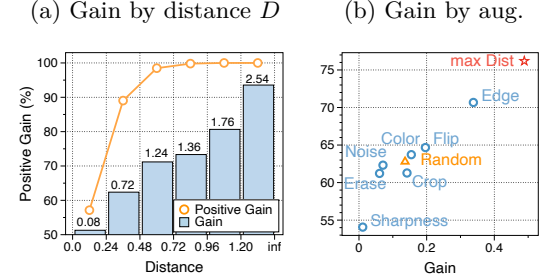 (a) Gain by distance D
(b) Gain by aug.
Positive Gain (%)
100
90
80
70
60
50
0.08
0.72
1.24
1.36
1.76
2.54
Positive Gain
Gain
0.0 0.24 0.48 0.72 0.96 1.20 inf
Distance
75
70
65
60
55
max Dist
Edge
Color
Flip
Noise
Random
Erase
Crop
Sharpness
0 0.2 0.4
Gain